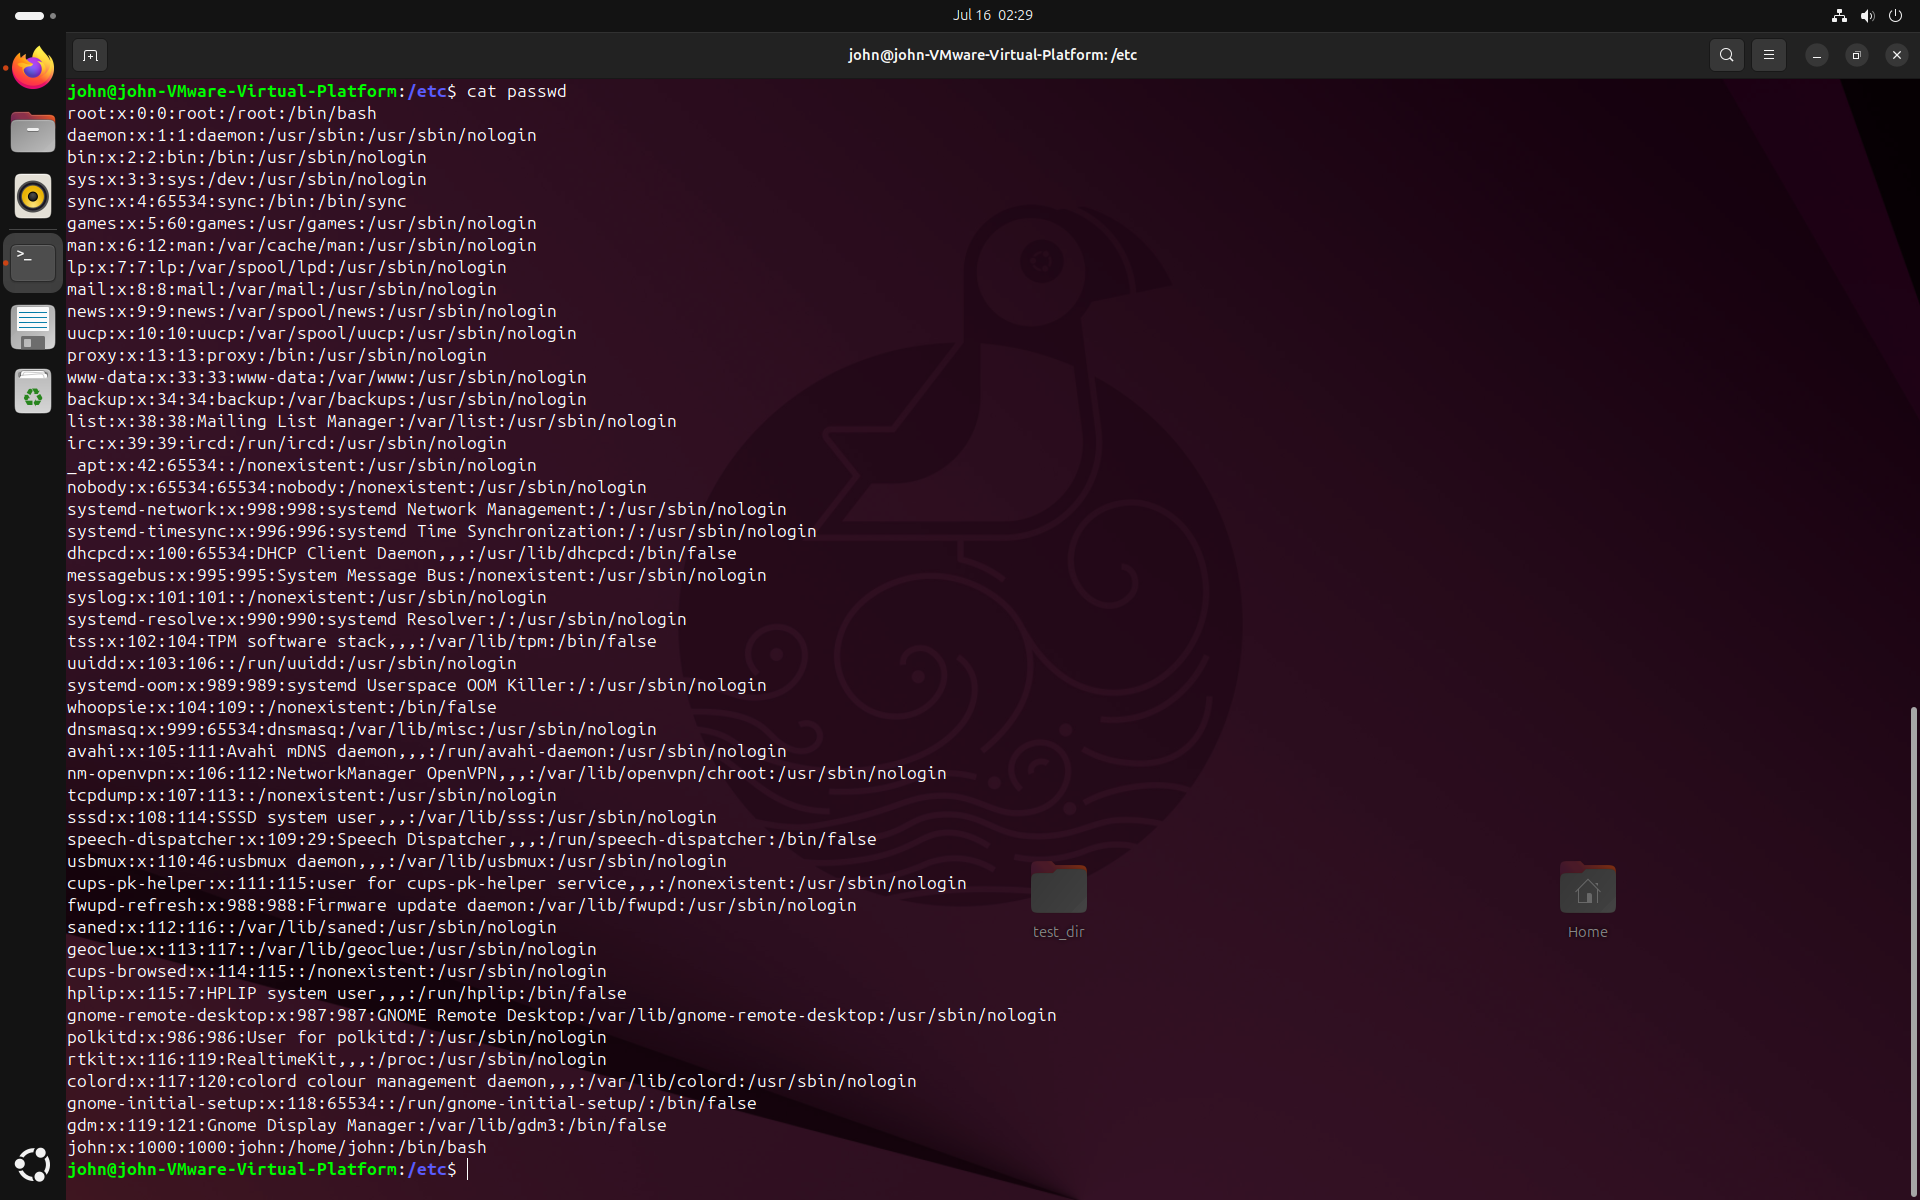 Jul 16 02:29
john@john-VMware-Virtual-Platform: /etc
john@john-VMware-Virtual-Platform:/etc$ cat passwd
root:x:0:0:root:/root:/bin/bash
daemon:x:1:1:daemon:/usr/sbin:/usr/sbin/nologin
bin:x:2:2:bin:/bin:/usr/sbin/nologin
sys:x:3:3:sys:/dev:/usr/sbin/nologin
sync:x:4:65534:sync:/bin:/bin/sync
games:x:5:60:games:/usr/games:/usr/sbin/nologin
man:x:6:12:man:/var/cache/man:/usr/sbin/nologin
lp:x:7:7:lp:/var/spool/lpd:/usr/sbin/nologin
mail:x:8:8:mail:/var/mail:/usr/sbin/nologin
news:x:9:9:news:/var/spool/news:/usr/sbin/nologin
uucp:x:10:10:uucp:/var/spool/uucp:/usr/sbin/nologin
proxy:x:13:13:proxy:/bin:/usr/sbin/nologin
www-data:x:33:33:www-data:/var/www:/usr/sbin/nologin
backup:x:34:34:backup:/var/backups:/usr/sbin/nologin
list:x:38:38:Mailing List Manager:/var/list:/usr/sbin/nologin
irc:x:39:39:ircd:/run/ircd:/usr/sbin/nologin
_apt:x:42:65534::/nonexistent:/usr/sbin/nologin
nobody:x:65534:65534:nobody:/nonexistent:/usr/sbin/nologin
systemd-network:x:998:998:systemd Network Management:/:/usr/sbin/nologin
systemd-timesync:x:996:996:systemd Time Synchronization:/:/usr/sbin/nologin
dhcpcd:x:100:65534:DHCP Client Daemon,,,:/usr/lib/dhcpcd:/bin/false
messagebus:x:995:995:System Message Bus:/nonexistent:/usr/sbin/nologin
syslog:x:101:101::/nonexistent:/usr/sbin/nologin
systemd-resolve:x:990:990:systemd Resolver:/:/usr/sbin/nologin
tss:x:102:104:TPM software stack,,,:/var/lib/tpm:/bin/false
uuidd:x:103:106::/run/uuidd:/usr/sbin/nologin
systemd-oom:x:989:989:systemd Userspace OOM Killer:/:/usr/sbin/nologin
whoopsie:x:104:109::/nonexistent:/bin/false
dnsmasq:x:999:65534:dnsmasq:/var/lib/misc:/usr/sbin/nologin
avahi:x:105:111:Avahi mDNS daemon,,,:/run/avahi-daemon:/usr/sbin/nologin
nm-openvpn:x:106:112:NetworkManager OpenVPN,,,:/var/lib/openvpn/chroot:/usr/sbin/nologin
tcpdump:x:107:113::/nonexistent:/usr/sbin/nologin
sssd:x:108:114:SSSD system user,,,:/var/lib/sss:/usr/sbin/nologin
speech-dispatcher:x:109:29:Speech Dispatcher,,,:/run/speech-dispatcher:/bin/false
usbmux:x:110:46:usbmux daemon,,,:/var/lib/usbmux:/usr/sbin/nologin
cups-pk-helper:x:111:115:user for cups-pk-helper service,,,:/nonexistent:/usr/sbin/nologin
fwupd-refresh:x:988:988:Firmware update daemon:/var/lib/fwupd:/usr/sbin/nologin
saned:x:112:116::/var/lib/saned:/usr/sbin/nologin
geoclue:x:113:117::/var/lib/geoclue:/usr/sbin/nologin
cups-browsed:x:114:115::/nonexistent:/usr/sbin/nologin
hplip:x:115:7:HPLIP system user,,,:/run/hplip:/bin/false
gnome-remote-desktop:x:987:987:GNOME Remote Desktop:/var/lib/gnome-remote-desktop:/usr/sbin/nologin
polkitd:x:986:986:User for polkitd:/:/usr/sbin/nologin
rtkit:x:116:119:RealtimeKit,,,:/proc:/usr/sbin/nologin
colord:x:117:120:colord colour management daemon,,,:/var/lib/colord:/usr/sbin/nologin
gnome-initial-setup:x:118:65534::/run/gnome-initial-setup/:/bin/false
gdm:x:119:121:Gnome Display Manager:/var/lib/gdm3:/bin/false
john:x:1000:1000:john:/home/john:/bin/bash
john@john-VMware-Virtual-Platform:/etc$
test_dir
Home